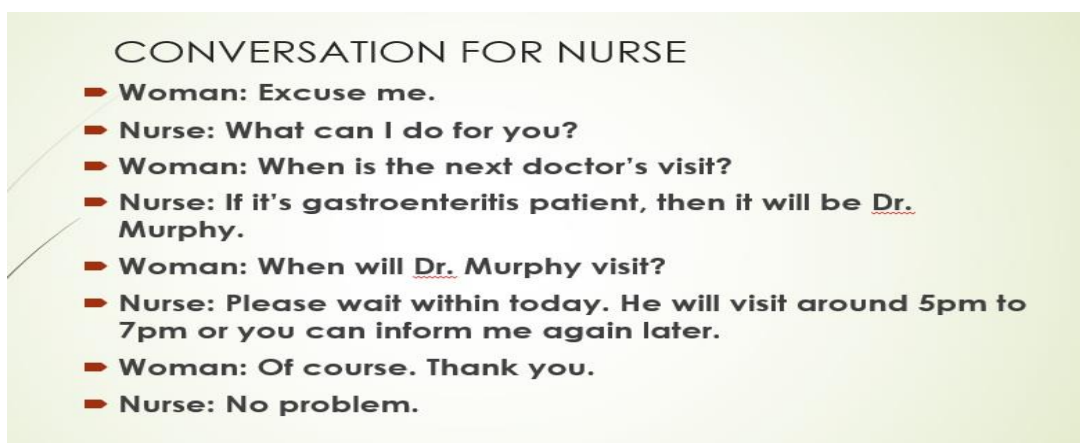 CONVERSATION FOR NURSE
Woman: Excuse me.
Nurse: What can I do for you?
Woman: When is the next doctor's visit?
Nurse: If it's gastroenteritis patient, then it will be Dr.
Murphy.
Woman: When will Dr. Murphy visit?
Nurse: Please wait within today. He will visit around 5pm to
7pm or you can inform me again later.
Woman: Of course. Thank you.
Nurse: No problem.